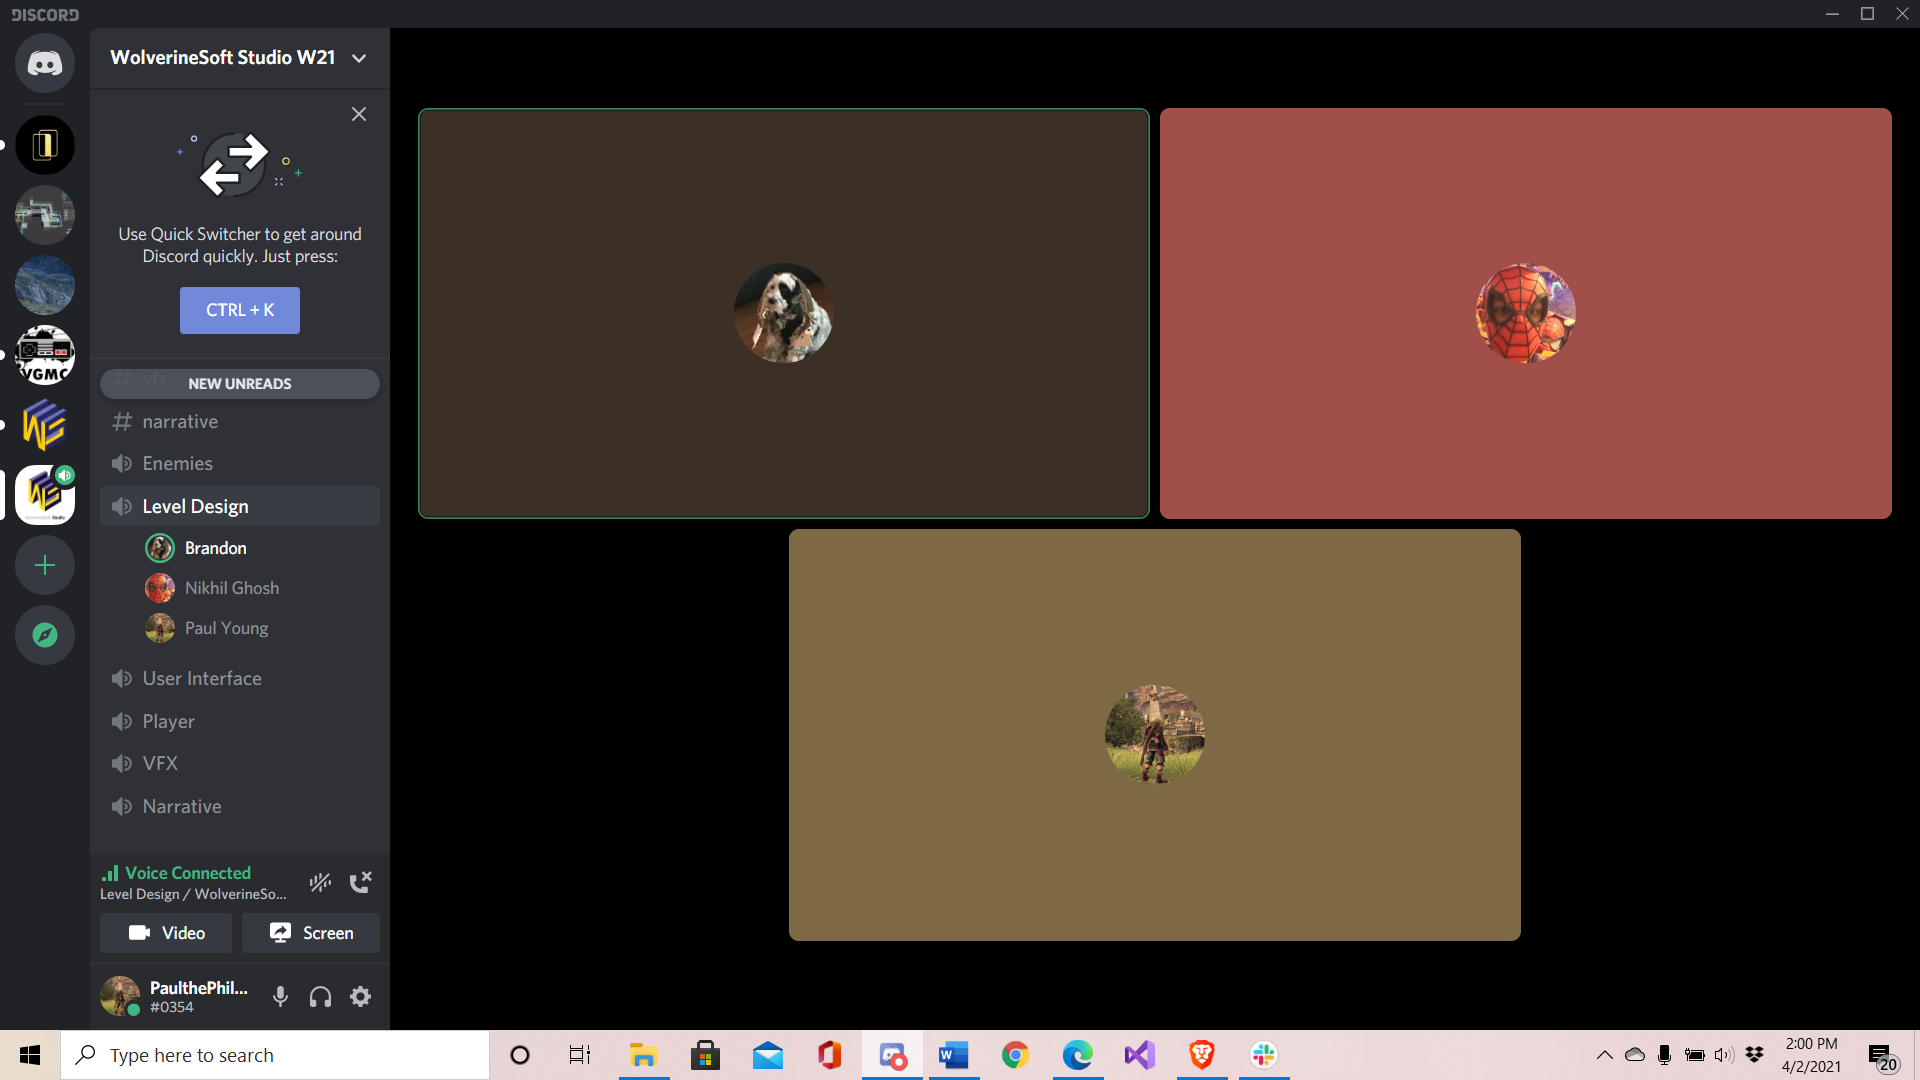 DISCORD
WolverineSoft Studio W21
Use Quick Switcher to get around
Discord quickly. Just press:
CTRL + K
vfx
NEW UNREADS
narrative
Enemies
Level Design
Brandon
Nikhil Ghosh
Paul Young
User Interface
Player
VFX
Narrative
VGMC
Voice Connected
Level Design / WolverineSo...
Video
Screen
PaulthePhil...
#0354
Type here to search
2:00 PM
4/2/2021
20